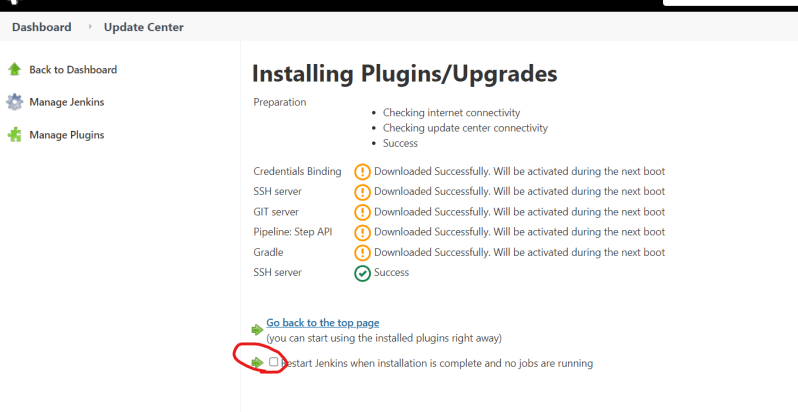 Dashboard Update Center
Back to Dashboard
Manage Jenkins
Manage Plugins
Installing Plugins/Upgrades
Preparation
• Checking internet connectivity
• Checking update center connectivity
• Success
Credentials Binding Downloaded Successfully. Will be activated during the next boot
SSH server Downloaded Successfully. Will be activated during the next boot
GIT server Downloaded Successfully. Will be activated during the next boot
Pipeline: Step API Downloaded Successfully. Will be activated during the next boot
Gradle Downloaded Successfully. Will be activated during the next boot
SSH server Success
Go back to the top page
(you can start using the installed plugins right away)
Restart Jenkins when installation is complete and no jobs are running